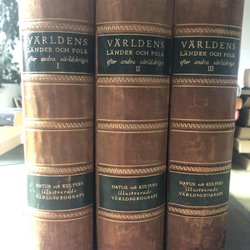 VÄRLDENS
LÄNDER OCH FOLK
efter andra världskriget
I
NATUR och KULTURS
illustrerade
VÄRLDSGEOGRAFI
VÄRLDENS
LÄNDER OCH FOLK
efter andra världskriget
II
NATUR och KULTURS
illustrerade
VÄRLDSGEOGRAFI
VÄRLDENS
LÄNDER OCH FOLK
efter andra världskriget
III
NATUR och KULTURS
illustrerade
VÄRLDSGEOGRAFI